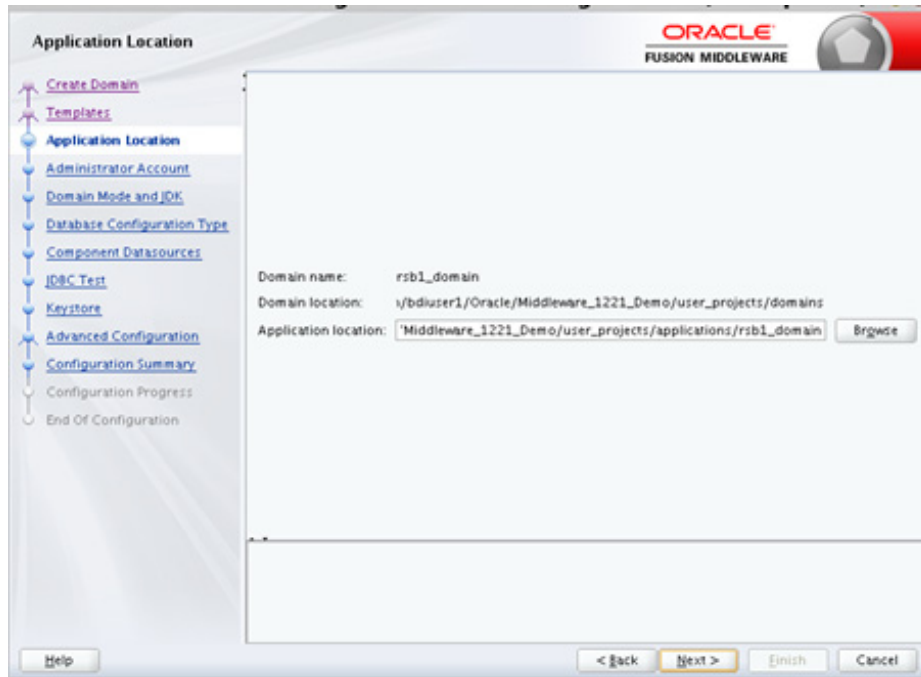 Application Location
ORACLE
FUSION MIDDLEWARE
Create Domain
Templates
Application Location
Administrator Account
Domain Mode and JDK
Database Configuration Type
Component Datasources
JDBC Test
Keystore
Advanced Configuration
Configuration Summary
Configuration Progress
End Of Configuration
Domain name: rsb1_domain
Domain location: /bdiuser1/Oracle/Middleware_1221_Demo/user_projects/domains
Application location: 'Middleware_1221_Demo/user_projects/applications/rsb1_domain Browse
Help < Back Next > Finish Cancel